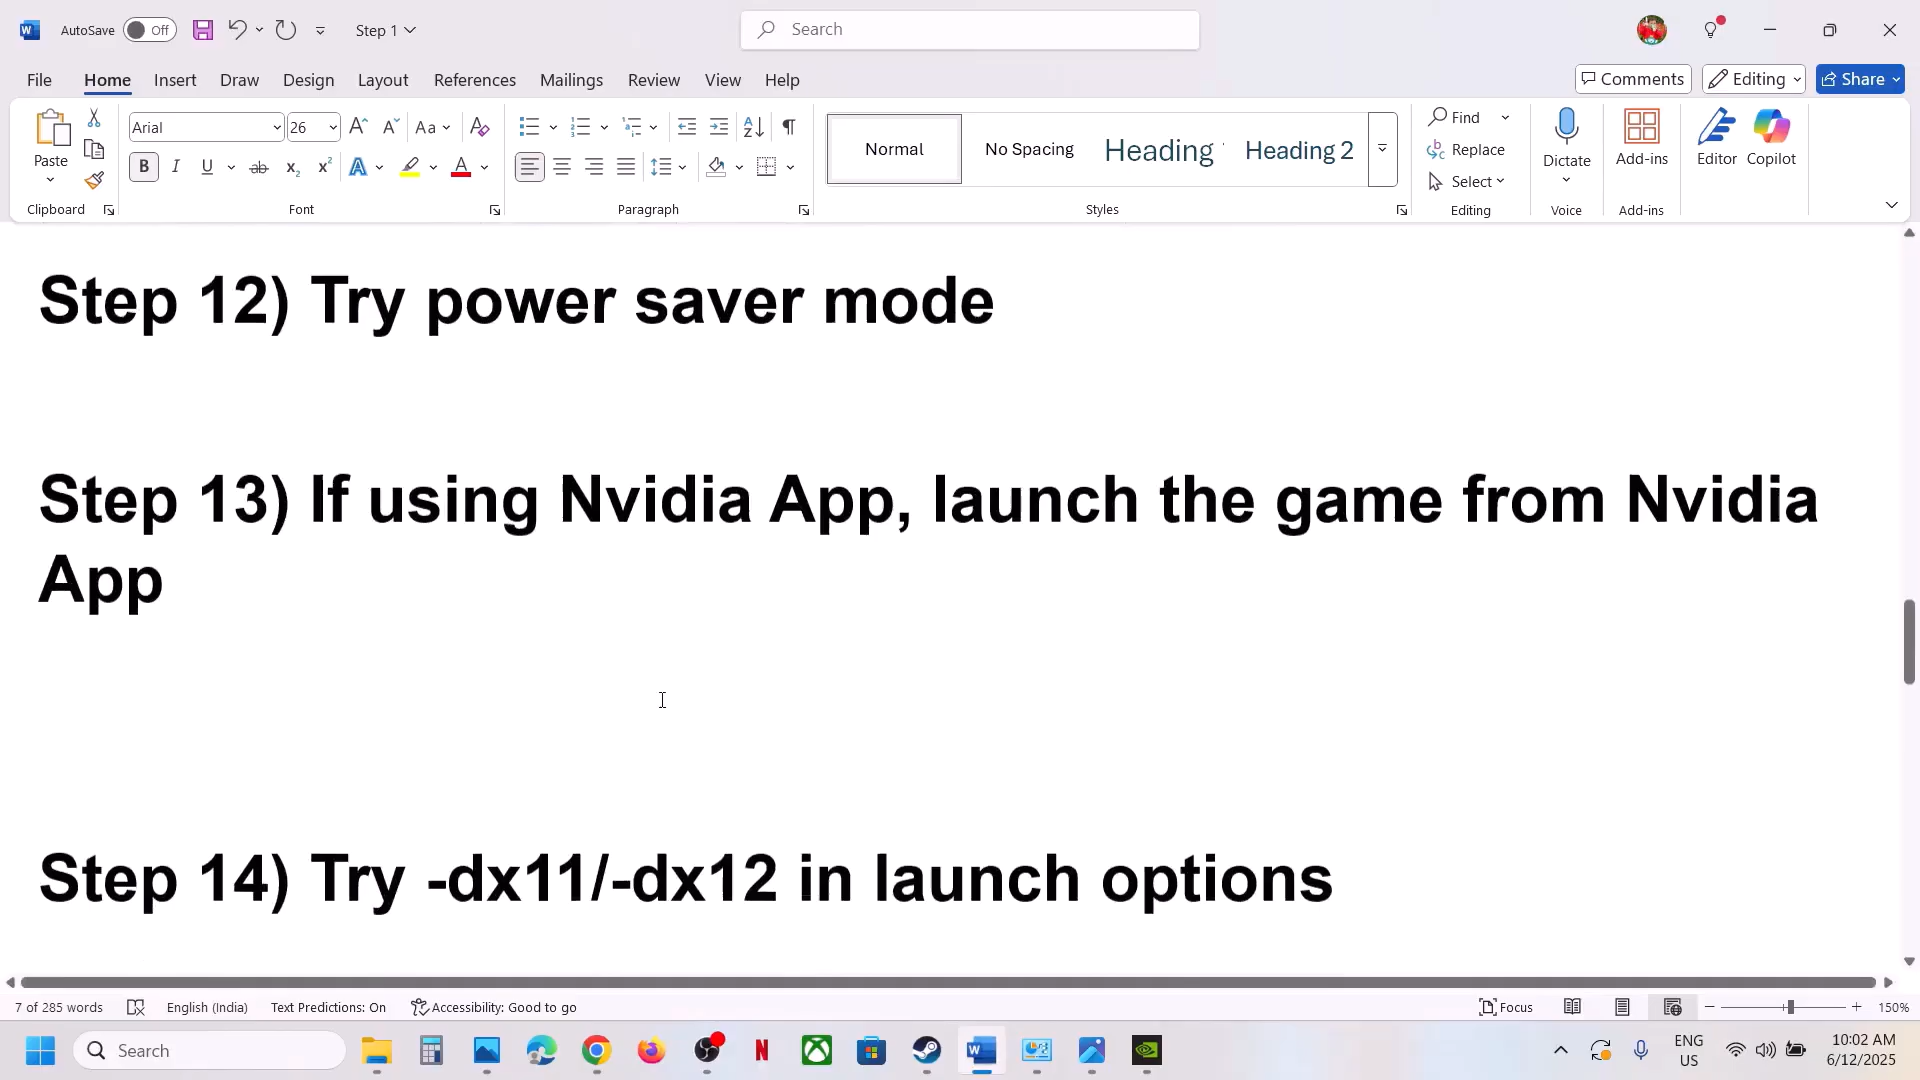 AutoSave Off Step 1 Search
File Home Insert Draw Design Layout References Mailings Review View Help Comments Editing Share
Paste Arial 26 Aa Normal No Spacing Heading Heading 2 Find Replace Select Dictate Add-ins Editor Copilot
Clipboard Font Paragraph Styles Editing Voice Add-ins
Step 12) Try power saver mode
Step 13) If using Nvidia App, launch the game from Nvidia
App
Step 14) Try -dx11/-dx12 in launch options
7 of 285 words English (India) Text Predictions: On Accessibility: Good to go Focus 150%
Search ENG US 10:02 AM 6/12/2025